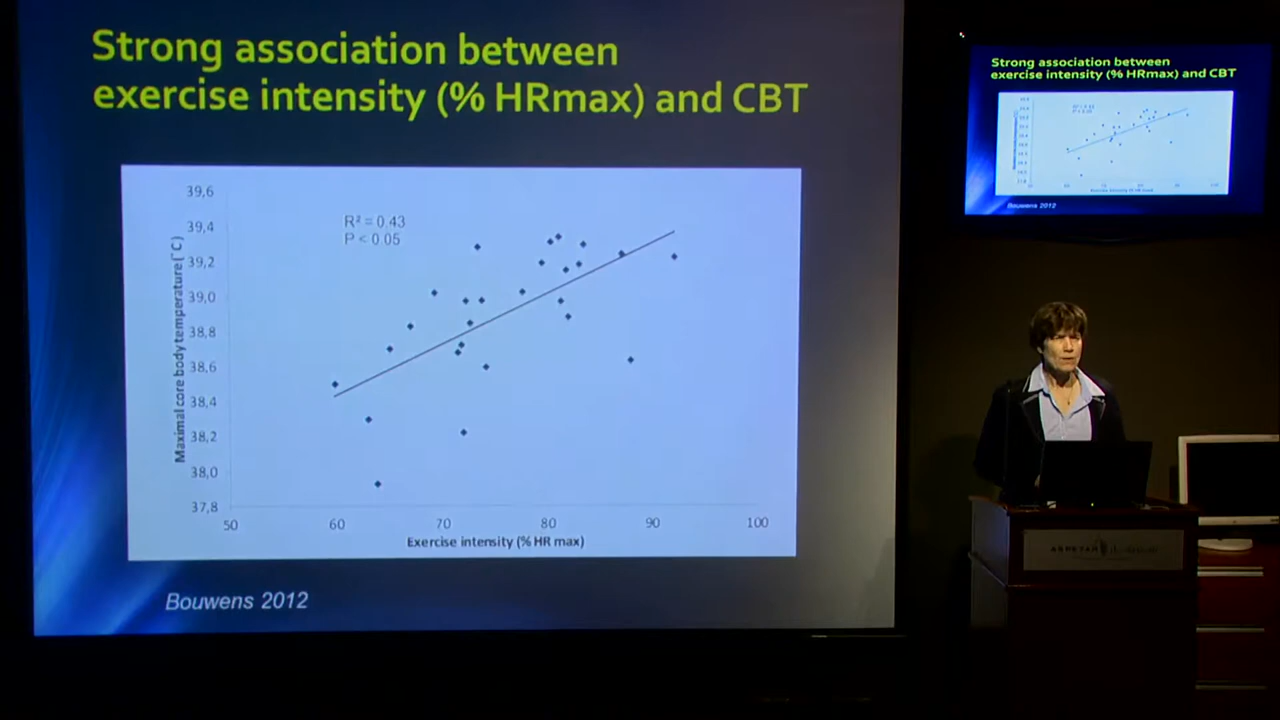 Strong association between
exercise intensity (% HRmax) and CBT
39,6
39,4
39,2
39,0
38,8
38,6
38,4
38,2
38,0
37,8
Maximal core body temperature (˚C)
R² = 0.43
P < 0.05
50 60 70 80 90 100
Exercise intensity (% HR max)
Bouwens 2012
Strong association between
exercise intensity (% HRmax) and CBT
Bouwens 2012
ASPETAR